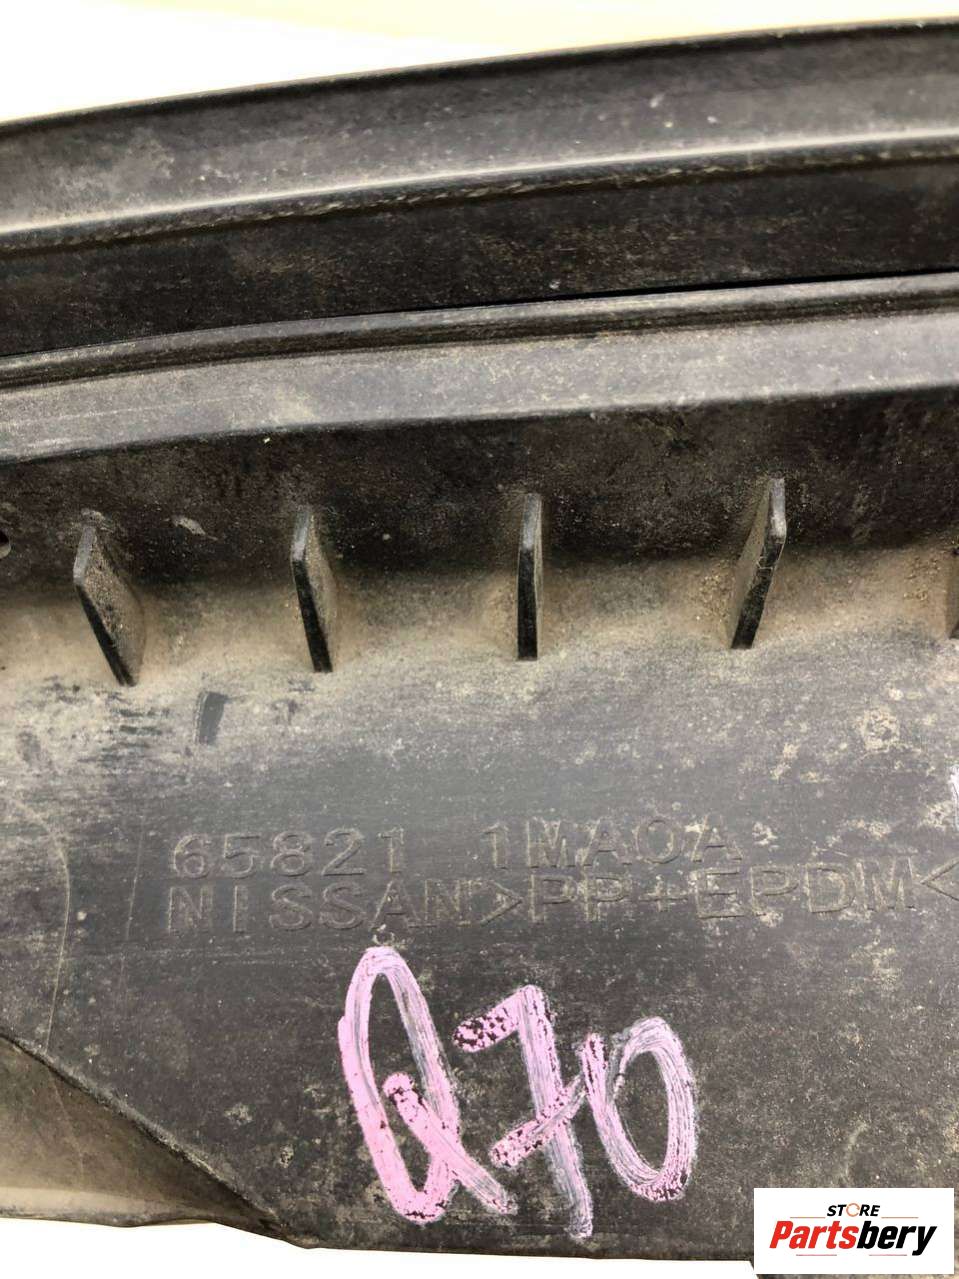 65821 1MA0A
NISSAN>PP+EPDM<
Q70
STORE
Partsbery